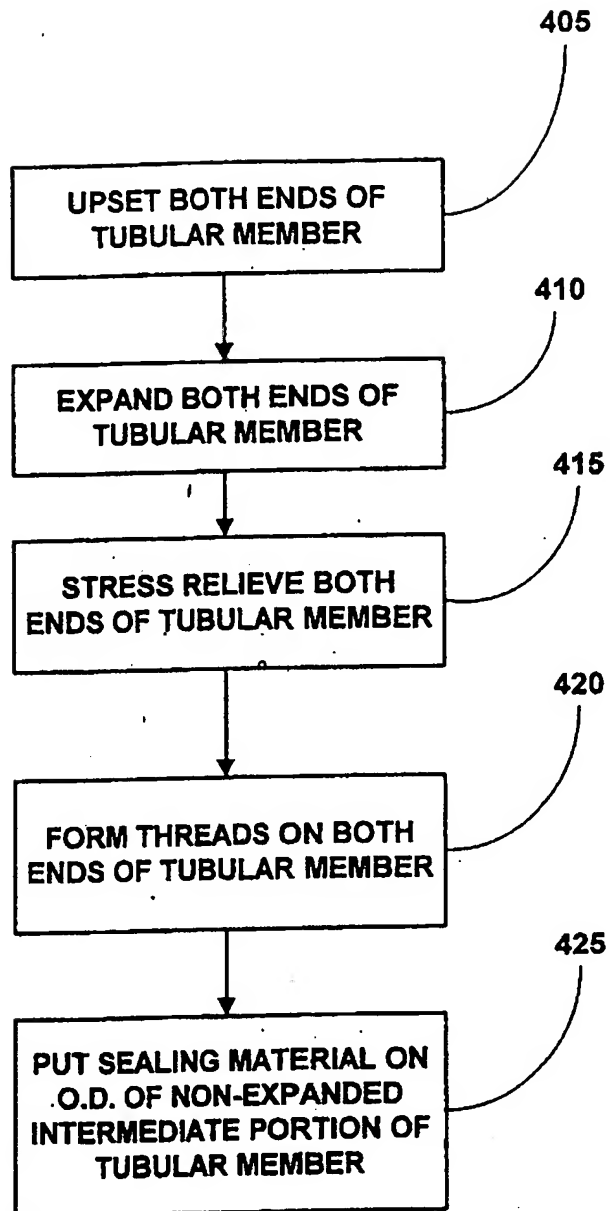 405
UPSET BOTH ENDS OF
TUBULAR MEMBER
410
EXPAND BOTH ENDS OF
TUBULAR MEMBER
415
STRESS RELIEVE BOTH
ENDS OF TUBULAR MEMBER
420
FORM THREADS ON BOTH
ENDS OF TUBULAR MEMBER
425
PUT SEALING MATERIAL ON
O.D. OF NON-EXPANDED
INTERMEDIATE PORTION OF
TUBULAR MEMBER